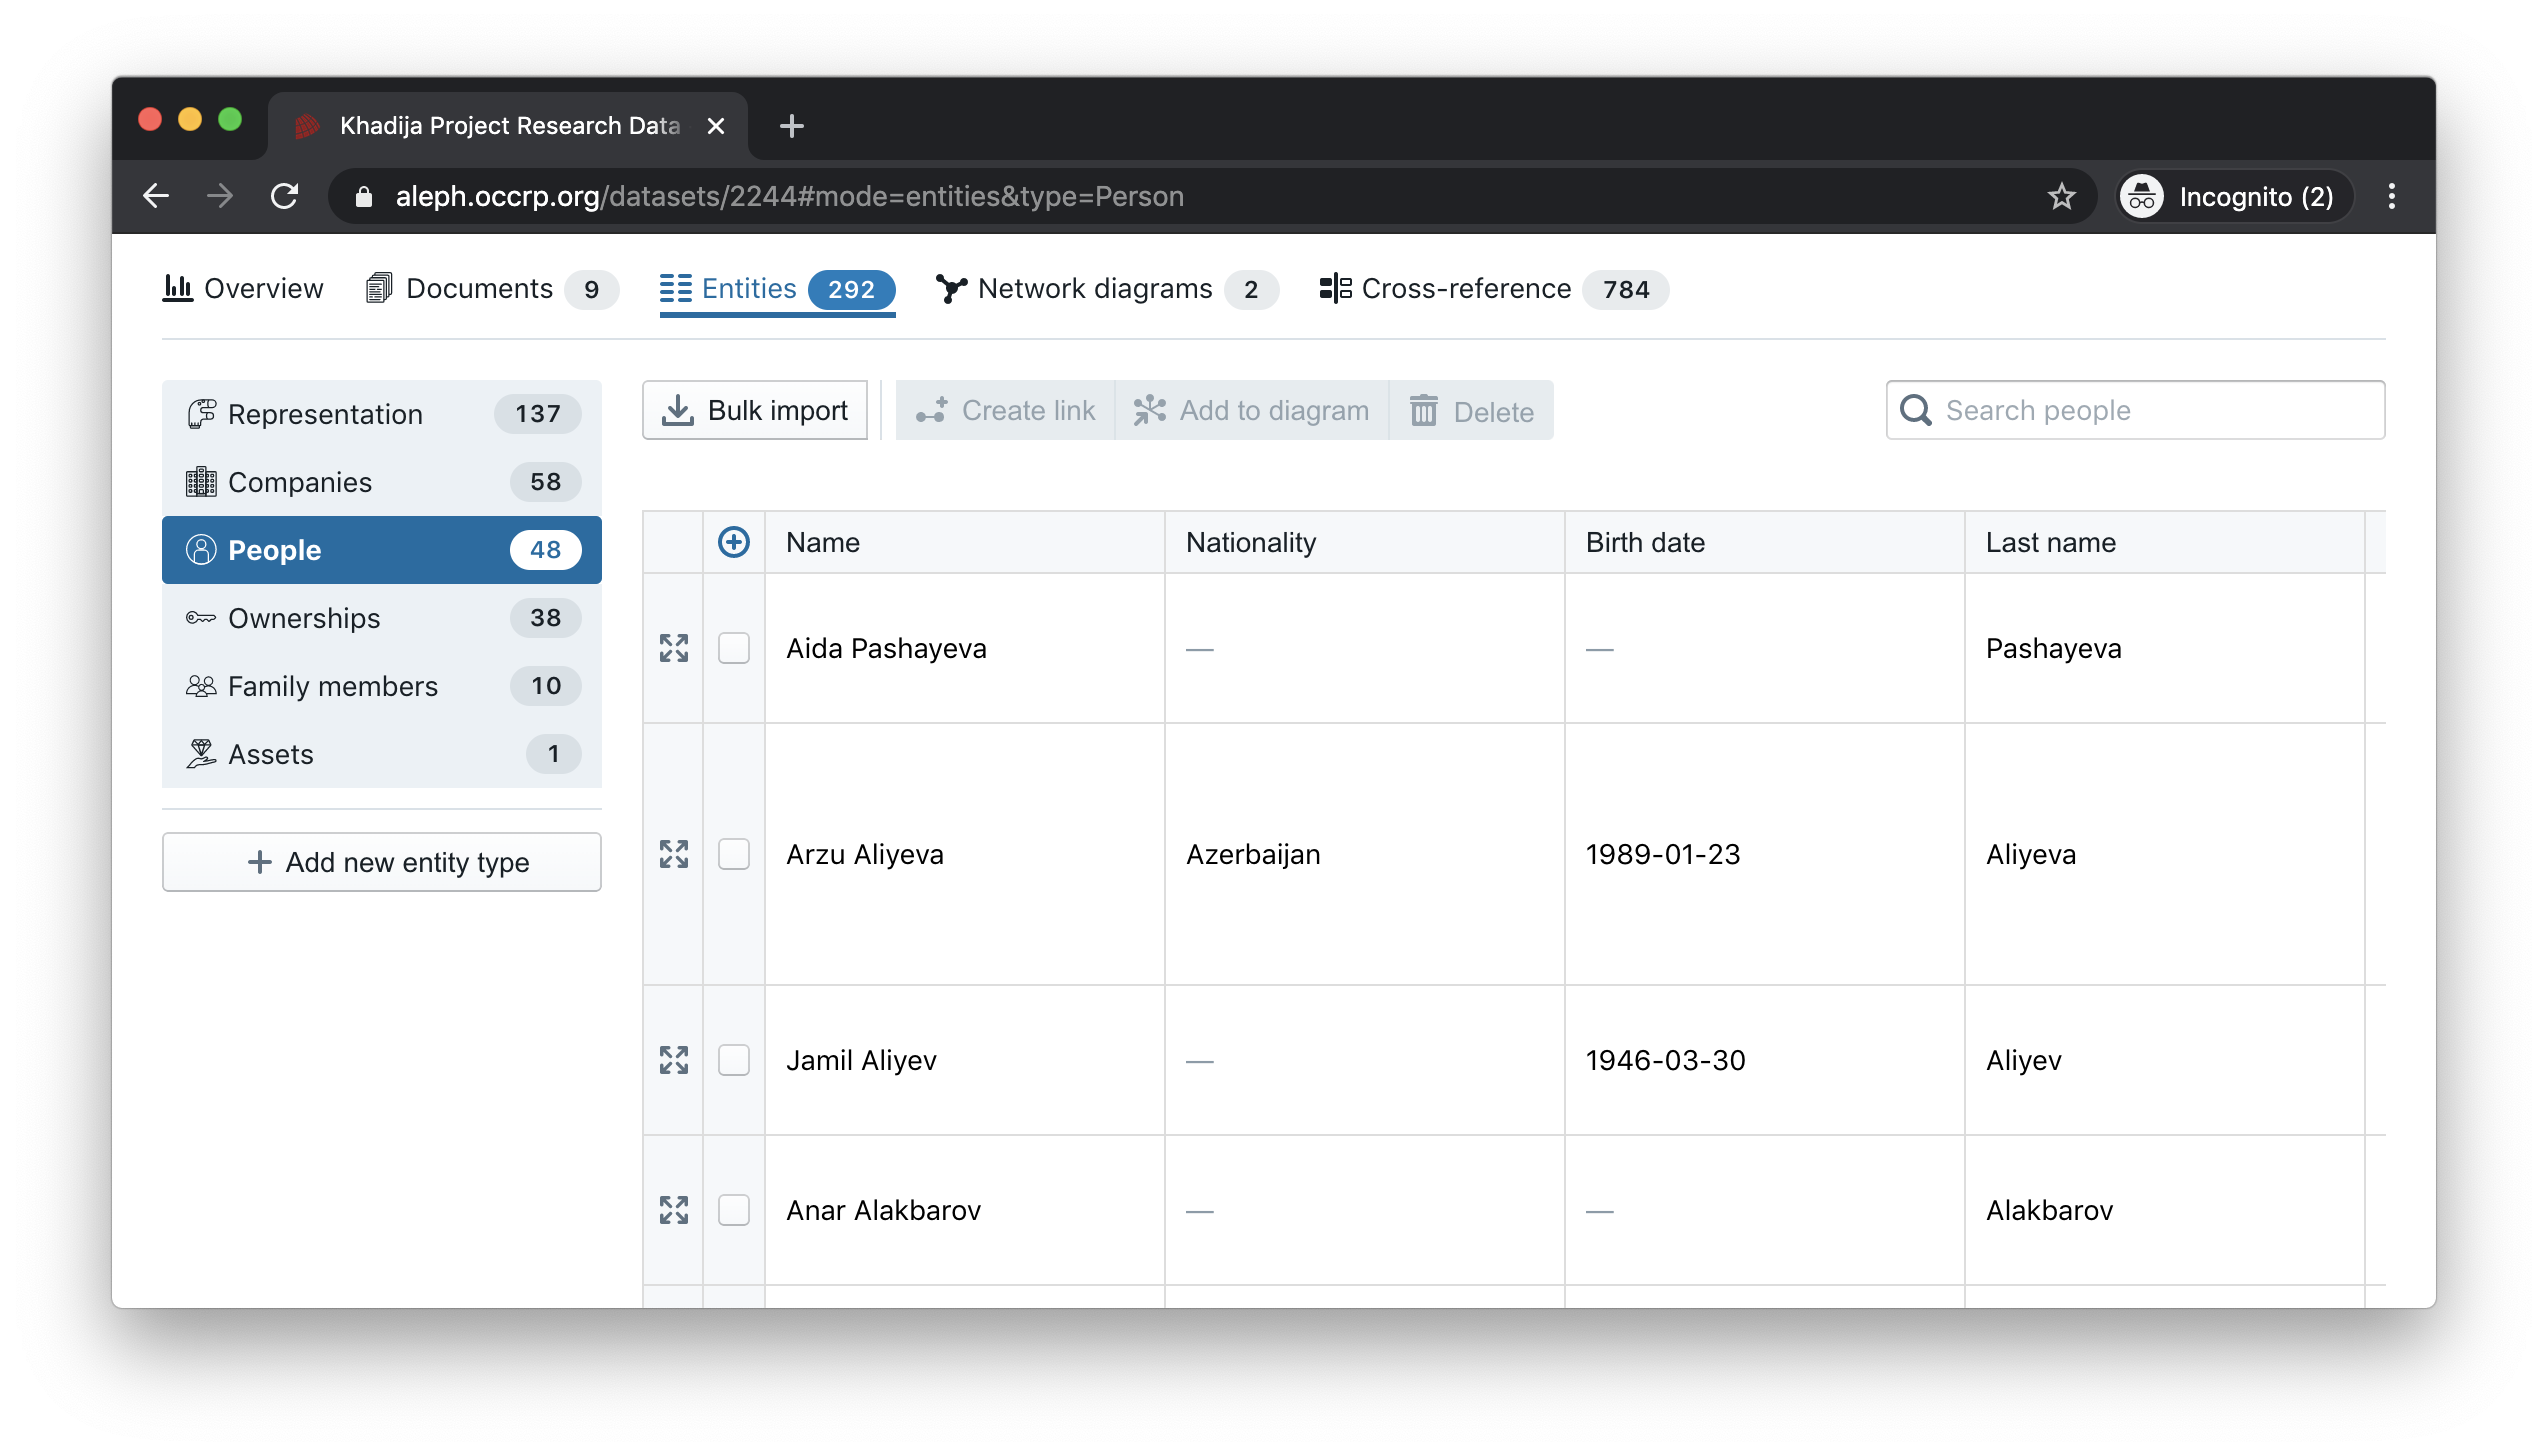 Khadija Project Research Data
aleph.occrp.org/datasets/2244#mode=entities&type=Person
Incognito (2)
Overview Documents 9 Entities 292 Network diagrams 2 Cross-reference 784
Representation 137
Companies 58
People 48
Ownerships 38
Family members 10
Assets 1
Add new entity type
Bulk import Create link Add to diagram Delete Search people
Name Nationality Birth date Last name
Aida Pashayeva — — Pashayeva
Arzu Aliyeva Azerbaijan 1989-01-23 Aliyeva
Jamil Aliyev — 1946-03-30 Aliyev
Anar Alakbarov — — Alakbarov